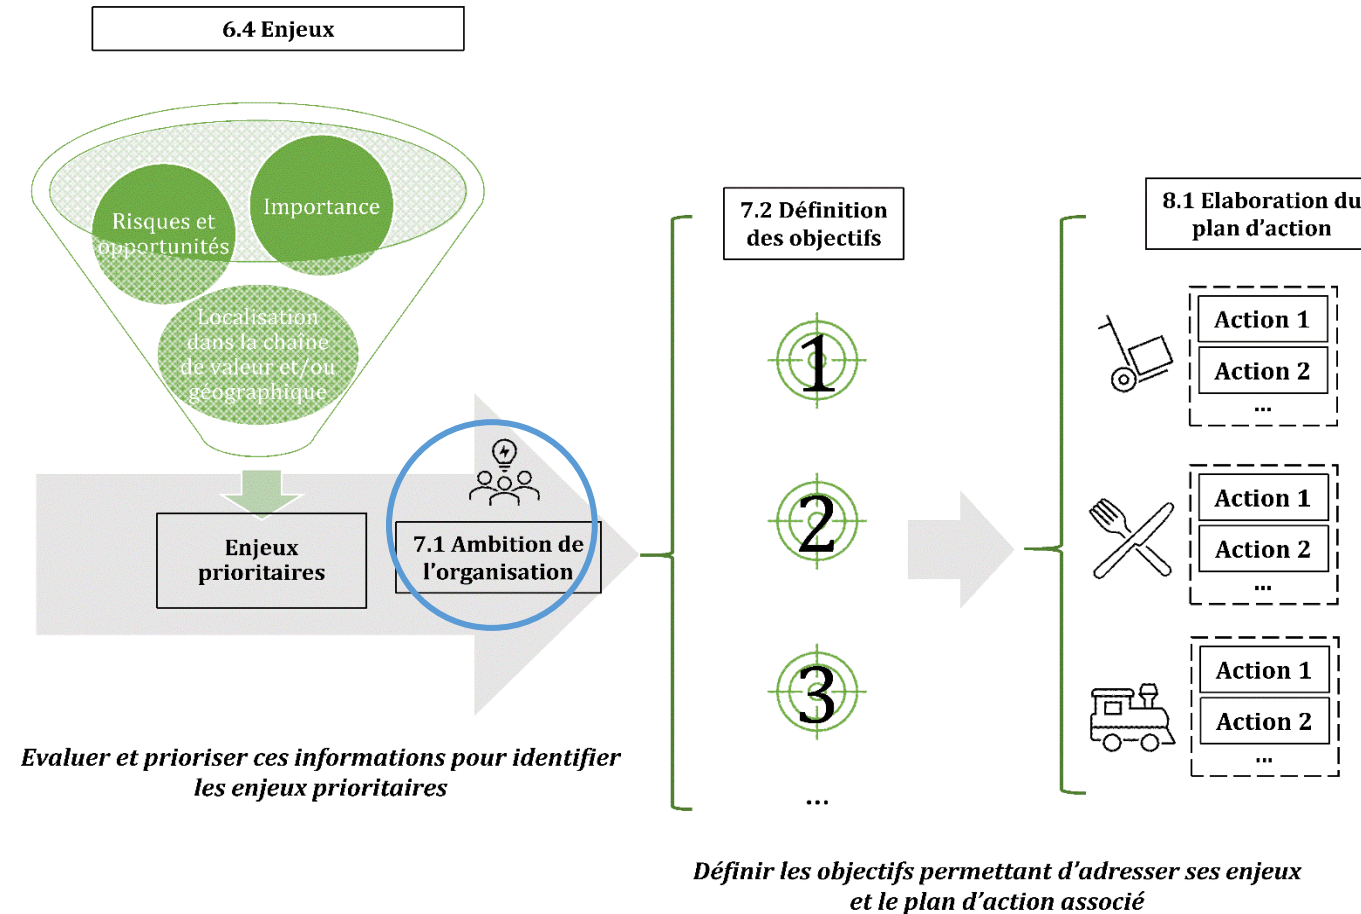 6.4 Enjeux
Risques et
opportunités
Importance
Localisation
dans la chaîne
de valeur et/ou
géographique
Enjeux
prioritaires
7.1 Ambition de
l’organisation
Evaluer et prioriser ces informations pour identifier
les enjeux prioritaires
7.2 Définition
des objectifs
1
2
3
...
8.1 Elaboration du
plan d’action
Action 1
Action 2
...
Action 1
Action 2
...
Action 1
Action 2
...
Définir les objectifs permettant d’adresser ses enjeux
et le plan d’action associé